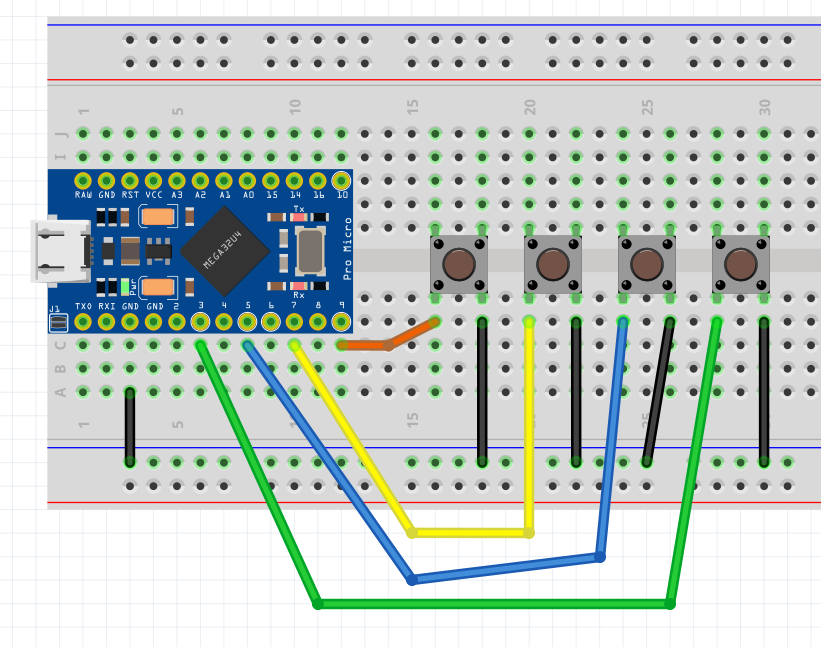 1 5 10 15 20 25 30
J
I
RAW GND RST VCC A3 A2 A1 A0 15 14 16 10
Tx
MEGA32U4
Pro Micro
PWr
Rx
J1
TX0 RXI GND GND 2 3 4 5 6 7 8 9
C
B
A
1 5 15 25